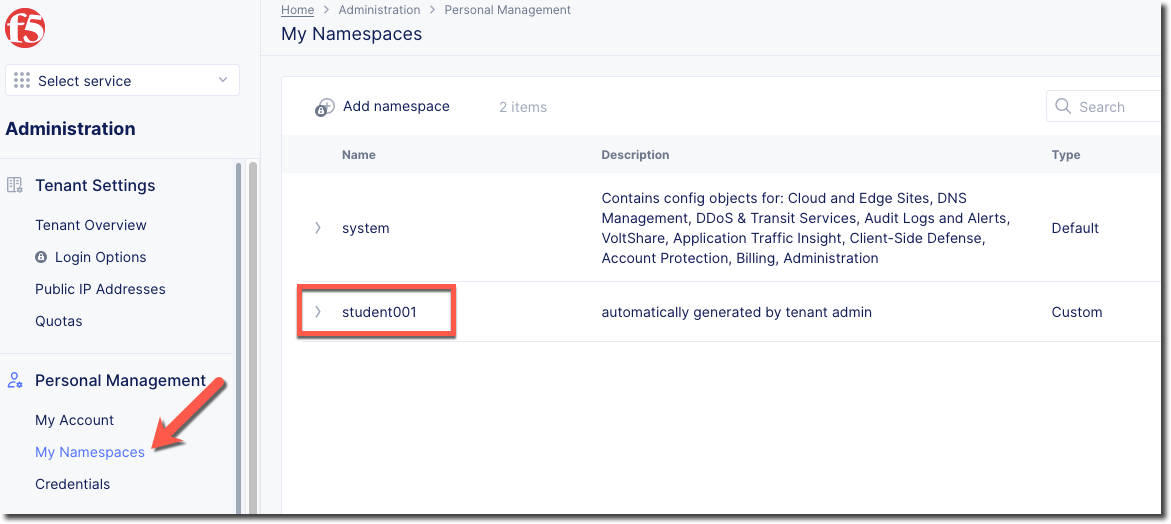 f5
Home > Administration > Personal Management
My Namespaces
Select service
Administration
Tenant Settings
Tenant Overview
Login Options
Public IP Addresses
Quotas
Personal Management
My Account
My Namespaces
Credentials
Add namespace 2 items Search
Name Description Type
system Contains config objects for: Cloud and Edge Sites, DNS
Management, DDoS & Transit Services, Audit Logs and Alerts,
VoltShare, Application Traffic Insight, Client-Side Defense,
Account Protection, Billing, Administration Default
student001 automatically generated by tenant admin Custom